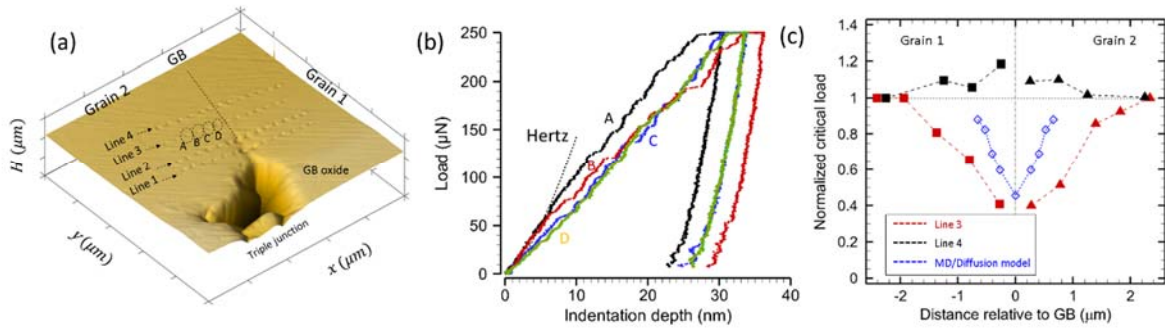 (a)
GB
Grain 2
Grain 1
Line 4
Line 3
Line 2
Line 1
A B C D
GB oxide
Triple junction
H (μm)
y (μm)
x (μm)
(b)
250
200
150
100
50
0
Load (μN)
Hertz
A
B
C
D
0 10 20 30 40
Indentation depth (nm)
(c)
1.4
1.2
1
0.8
0.6
0.4
0.2
0
Normalized critical load
Grain 1 Grain 2
Line 3
Line 4
MD/Diffusion model
-2 -1 0 1 2
Distance relative to GB (μm)